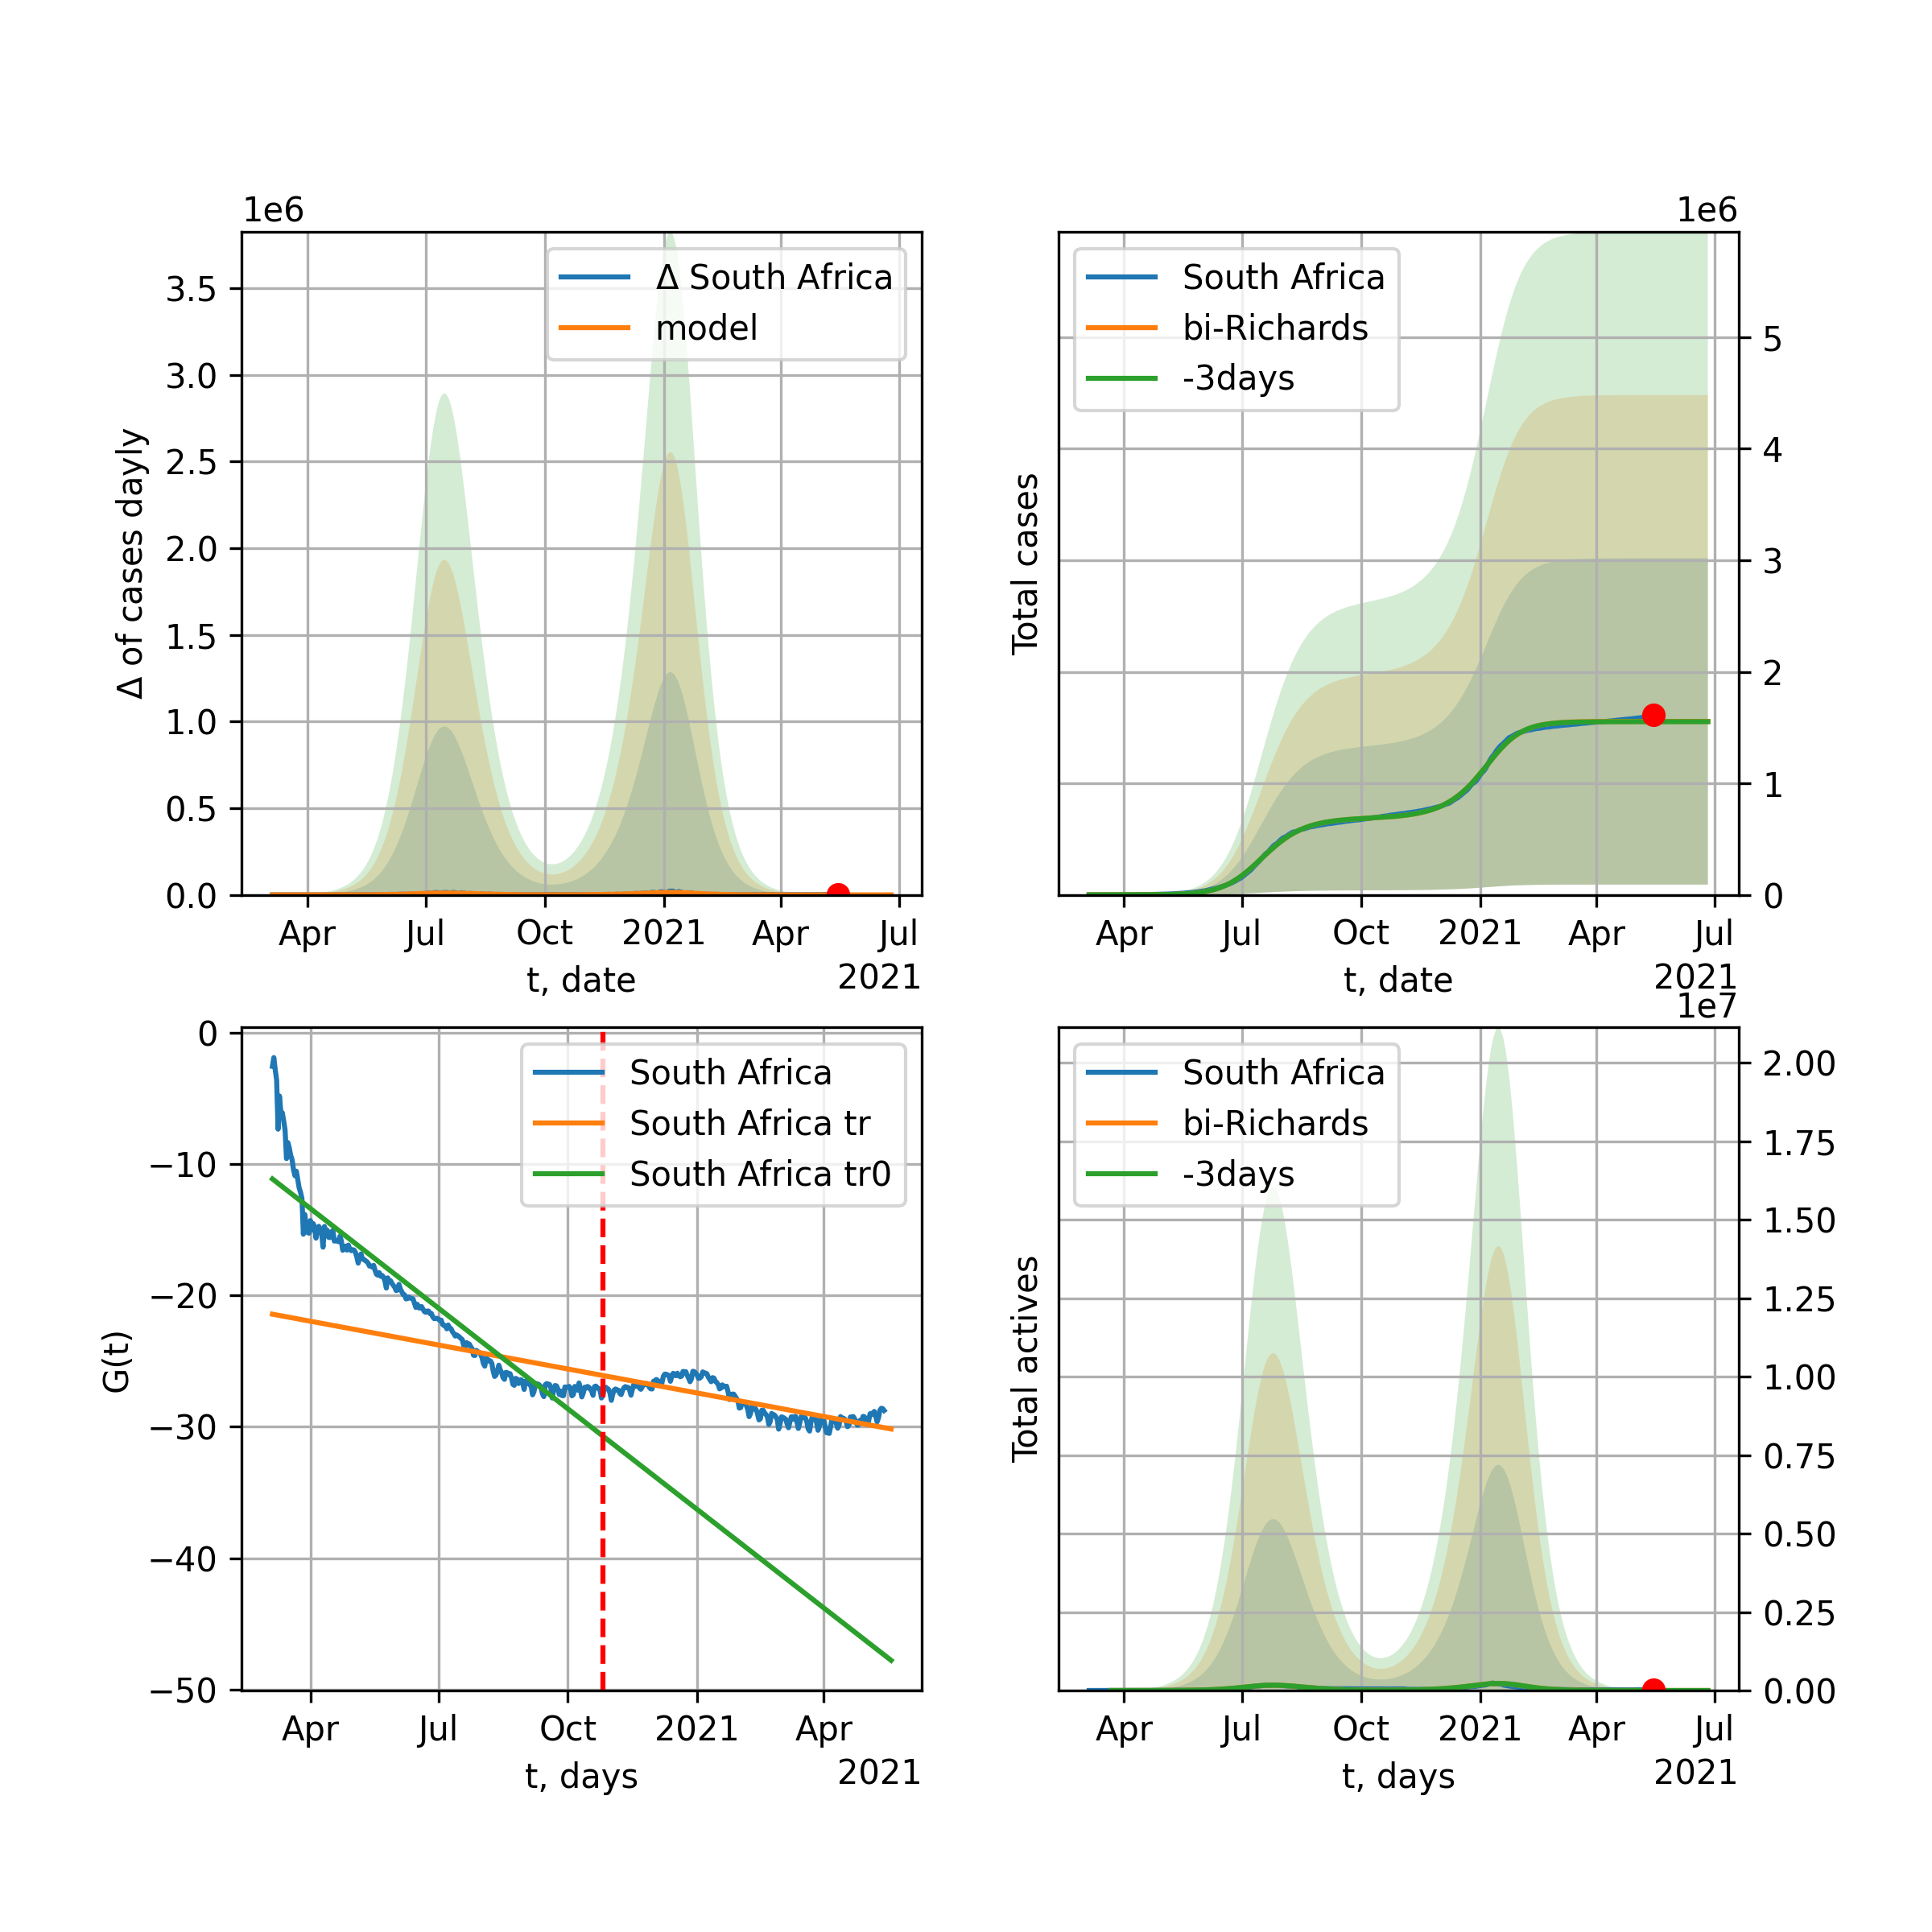 1e6
3.5
3.0
2.5
2.0
1.5
1.0
0.5
0.0
Δ of cases dayly
Δ South Africa
model
Apr Jul Oct 2021 Apr Jul
t, date
2021
1e6
5
4
3
2
1
0
Total cases
South Africa
bi-Richards
-3days
Apr Jul Oct 2021 Apr Jul
t, date
2021
0
−10
−20
−30
−40
−50
G(t)
South Africa
South Africa tr
South Africa tr0
Apr Jul Oct 2021 Apr
t, days
2021
1e7
2.00
1.75
1.50
1.25
1.00
0.75
0.50
0.25
0.00
Total actives
South Africa
bi-Richards
-3days
Apr Jul Oct 2021 Apr Jul
t, days
2021